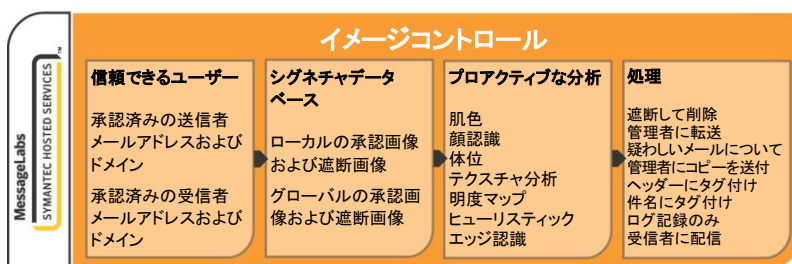 MessageLabs
SYMANTEC HOSTED SERVICES
TM
イメージコントロール
信頼できるユーザー
承認済みの送信者
メールアドレスおよび
ドメイン
承認済みの受信者
メールアドレスおよび
ドメイン
シグネチャデータ
ベース
ローカルの承認画像
および遮断画像
グローバルの承認画
像および遮断画像
プロアクティブな分析
肌色
顔認識
体位
テクスチャ分析
明度マップ
ヒューリスティック
エッジ認識
処理
遮断して削除
管理者に転送
疑わしいメールについて
管理者にコピーを送付
ヘッダーにタグ付け
件名にタグ付け
ログ記録のみ
受信者に配信